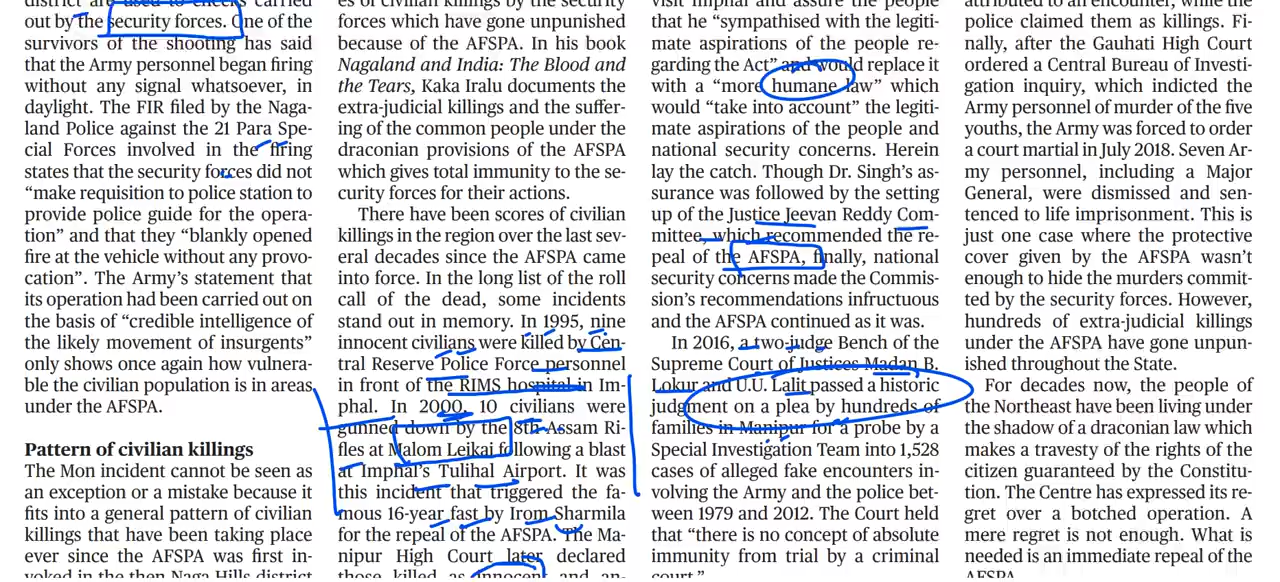 district are used to checks carried
out by the security forces. One of the
survivors of the shooting has said
that the Army personnel began firing
without any signal whatsoever, in
daylight. The FIR filed by the Naga-
land Police against the 21 Para Spe-
cial Forces involved in the firing
states that the security forces did not
“make requisition to police station to
provide police guide for the opera-
tion” and that they “blankly opened
fire at the vehicle without any provo-
cation”. The Army’s statement that
its operation had been carried out on
the basis of “credible intelligence of
the likely movement of insurgents”
only shows once again how vulnera-
ble the civilian population is in areas
under the AFSPA.
Pattern of civilian killings
The Mon incident cannot be seen as
an exception or a mistake because it
fits into a general pattern of civilian
killings that have been taking place
ever since the AFSPA was first in-
voked in the then Naga Hills district
es of civilian killings by the security
forces which have gone unpunished
because of the AFSPA. In his book
Nagaland and India: The Blood and
the Tears, Kaka Iralu documents the
extra-judicial killings and the suffer-
ing of the common people under the
draconian provisions of the AFSPA
which gives total immunity to the se-
curity forces for their actions.
There have been scores of civilian
killings in the region over the last sev-
eral decades since the AFSPA came
into force. In the long list of the roll
call of the dead, some incidents
stand out in memory. In 1995, nine
innocent civilians were killed by Cen-
tral Reserve Police Force personnel
in front of the RIMS hospital in Im-
phal. In 2000, 10 civilians were
gunned down by the 8th Assam Ri-
fles at Malom Leikai following a blast
at Imphal’s Tulihal Airport. It was
this incident that triggered the fa-
mous 16-year fast by Irom Sharmila
for the repeal of the AFSPA. The Ma-
nipur High Court later declared
those killed as innocent and an-
visit Imphal and assure the people
that he “sympathised with the legiti-
mate aspirations of the people re-
garding the Act” and would replace it
with a “more humane law” which
would “take into account” the legiti-
mate aspirations of the people and
national security concerns. Herein
lay the catch. Though Dr. Singh’s as-
surance was followed by the setting
up of the Justice Jeevan Reddy Com-
mittee, which recommended the re-
peal of the AFSPA, finally, national
security concerns made the Commis-
sion’s recommendations infructuous
and the AFSPA continued as it was.
In 2016, a two-judge Bench of the
Supreme Court of Justices Madan B.
Lokur and U.U. Lalit passed a historic
judgment on a plea by hundreds of
families in Manipur for a probe by a
Special Investigation Team into 1,528
cases of alleged fake encounters in-
volving the Army and the police bet-
ween 1979 and 2012. The Court held
that “there is no concept of absolute
immunity from trial by a criminal
court.”
attributed to an encounter, while the
police claimed them as killings. Fi-
nally, after the Gauhati High Court
ordered a Central Bureau of Investi-
gation inquiry, which indicted the
Army personnel of murder of the five
youths, the Army was forced to order
a court martial in July 2018. Seven Ar-
my personnel, including a Major
General, were dismissed and sen-
tenced to life imprisonment. This is
just one case where the protective
cover given by the AFSPA wasn’t
enough to hide the murders commit-
ted by the security forces. However,
hundreds of extra-judicial killings
under the AFSPA have gone unpun-
ished throughout the State.
For decades now, the people of
the Northeast have been living under
the shadow of a draconian law which
makes a travesty of the rights of the
citizen guaranteed by the Constitu-
tion. The Centre has expressed its re-
gret over a botched operation. A
mere regret is not enough. What is
needed is an immediate repeal of the
AFSPA.